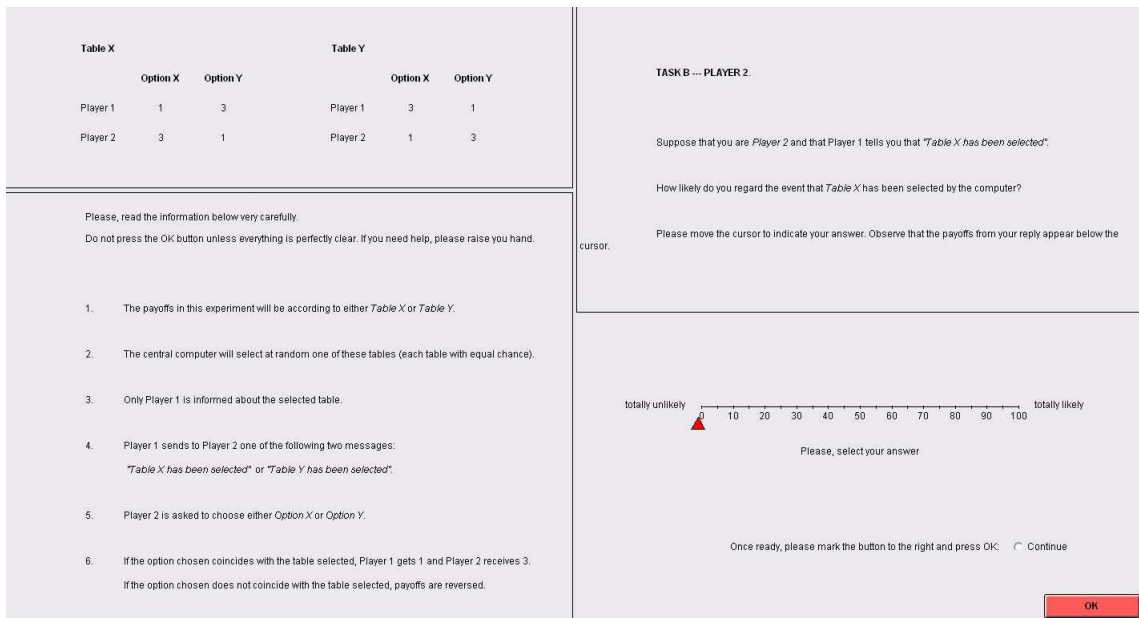 Table X Table Y
Option X Option Y Option X Option Y
Player 1 1 3 Player 1 3 1
Player 2 3 1 Player 2 1 3
Please, read the information below very carefully.
Do not press the OK button unless everything is perfectly clear. If you need help, please raise you hand.
1. The payoffs in this experiment will be according to either Table X or Table Y.
2. The central computer will select at random one of these tables (each table with equal chance).
3. Only Player 1 is informed about the selected table.
4. Player 1 sends to Player 2 one of the following two messages:
"Table X has been selected" or "Table Y has been selected".
5. Player 2 is asked to choose either Option X or Option Y.
6. If the option chosen coincides with the table selected, Player 1 gets 1 and Player 2 receives 3.
If the option chosen does not coincide with the table selected, payoffs are reversed.
TASK B --- PLAYER 2.
Suppose that you are Player 2 and that Player 1 tells you that "Table X has been selected".
How likely do you regard the event that Table X has been selected by the computer?
Please move the cursor to indicate your answer. Observe that the payoffs from your reply appear below the
cursor.
totally unlikely totally likely
0 10 20 30 40 50 60 70 80 90 100
Please, select your answer
Once ready, please mark the button to the right and press OK: Continue
OK